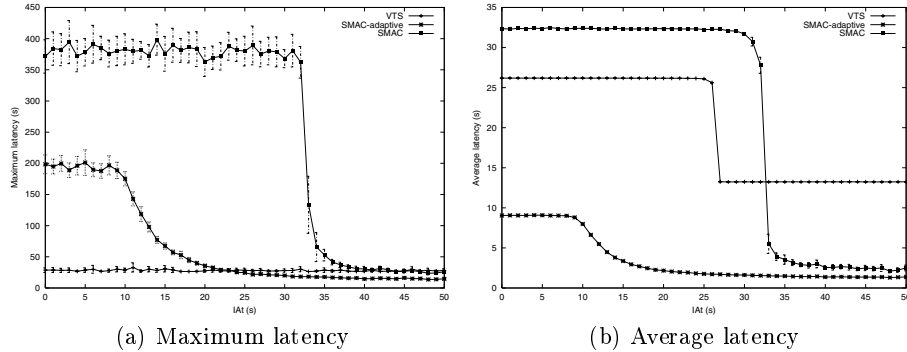 450
400
350
300
250
200
150
100
50
0
Maximum latency (s)
VTS
SMAC-adaptive
SMAC
0 5 10 15 20 25 30 35 40 45 50
IAt (s)
(a) Maximum latency
35
30
25
20
15
10
5
0
Average latency (s)
VTS
SMAC-adaptive
SMAC
0 5 10 15 20 25 30 35 40 45 50
IAt (s)
(b) Average latency